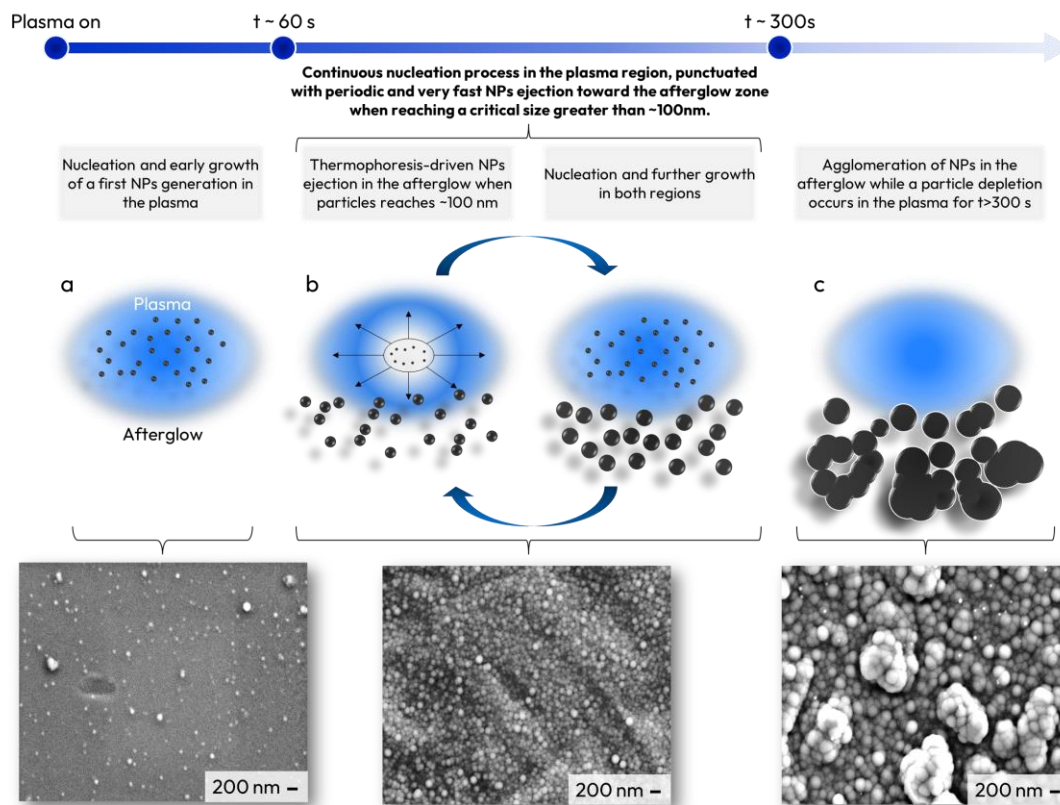 Plasma on
t ~ 60 s
t ~ 300s
Continuous nucleation process in the plasma region, punctuated
with periodic and very fast NPs ejection toward the afterglow zone
when reaching a critical size greater than ~100nm.
Nucleation and early growth
of a first NPs generation in
the plasma
Thermophoresis-driven NPs
ejection in the afterglow when
particles reaches ~100 nm
Nucleation and further growth
in both regions
Agglomeration of NPs in the
afterglow while a particle depletion
occurs in the plasma for t>300 s
a
Plasma
Afterglow
b
c
200 nm
200 nm
200 nm